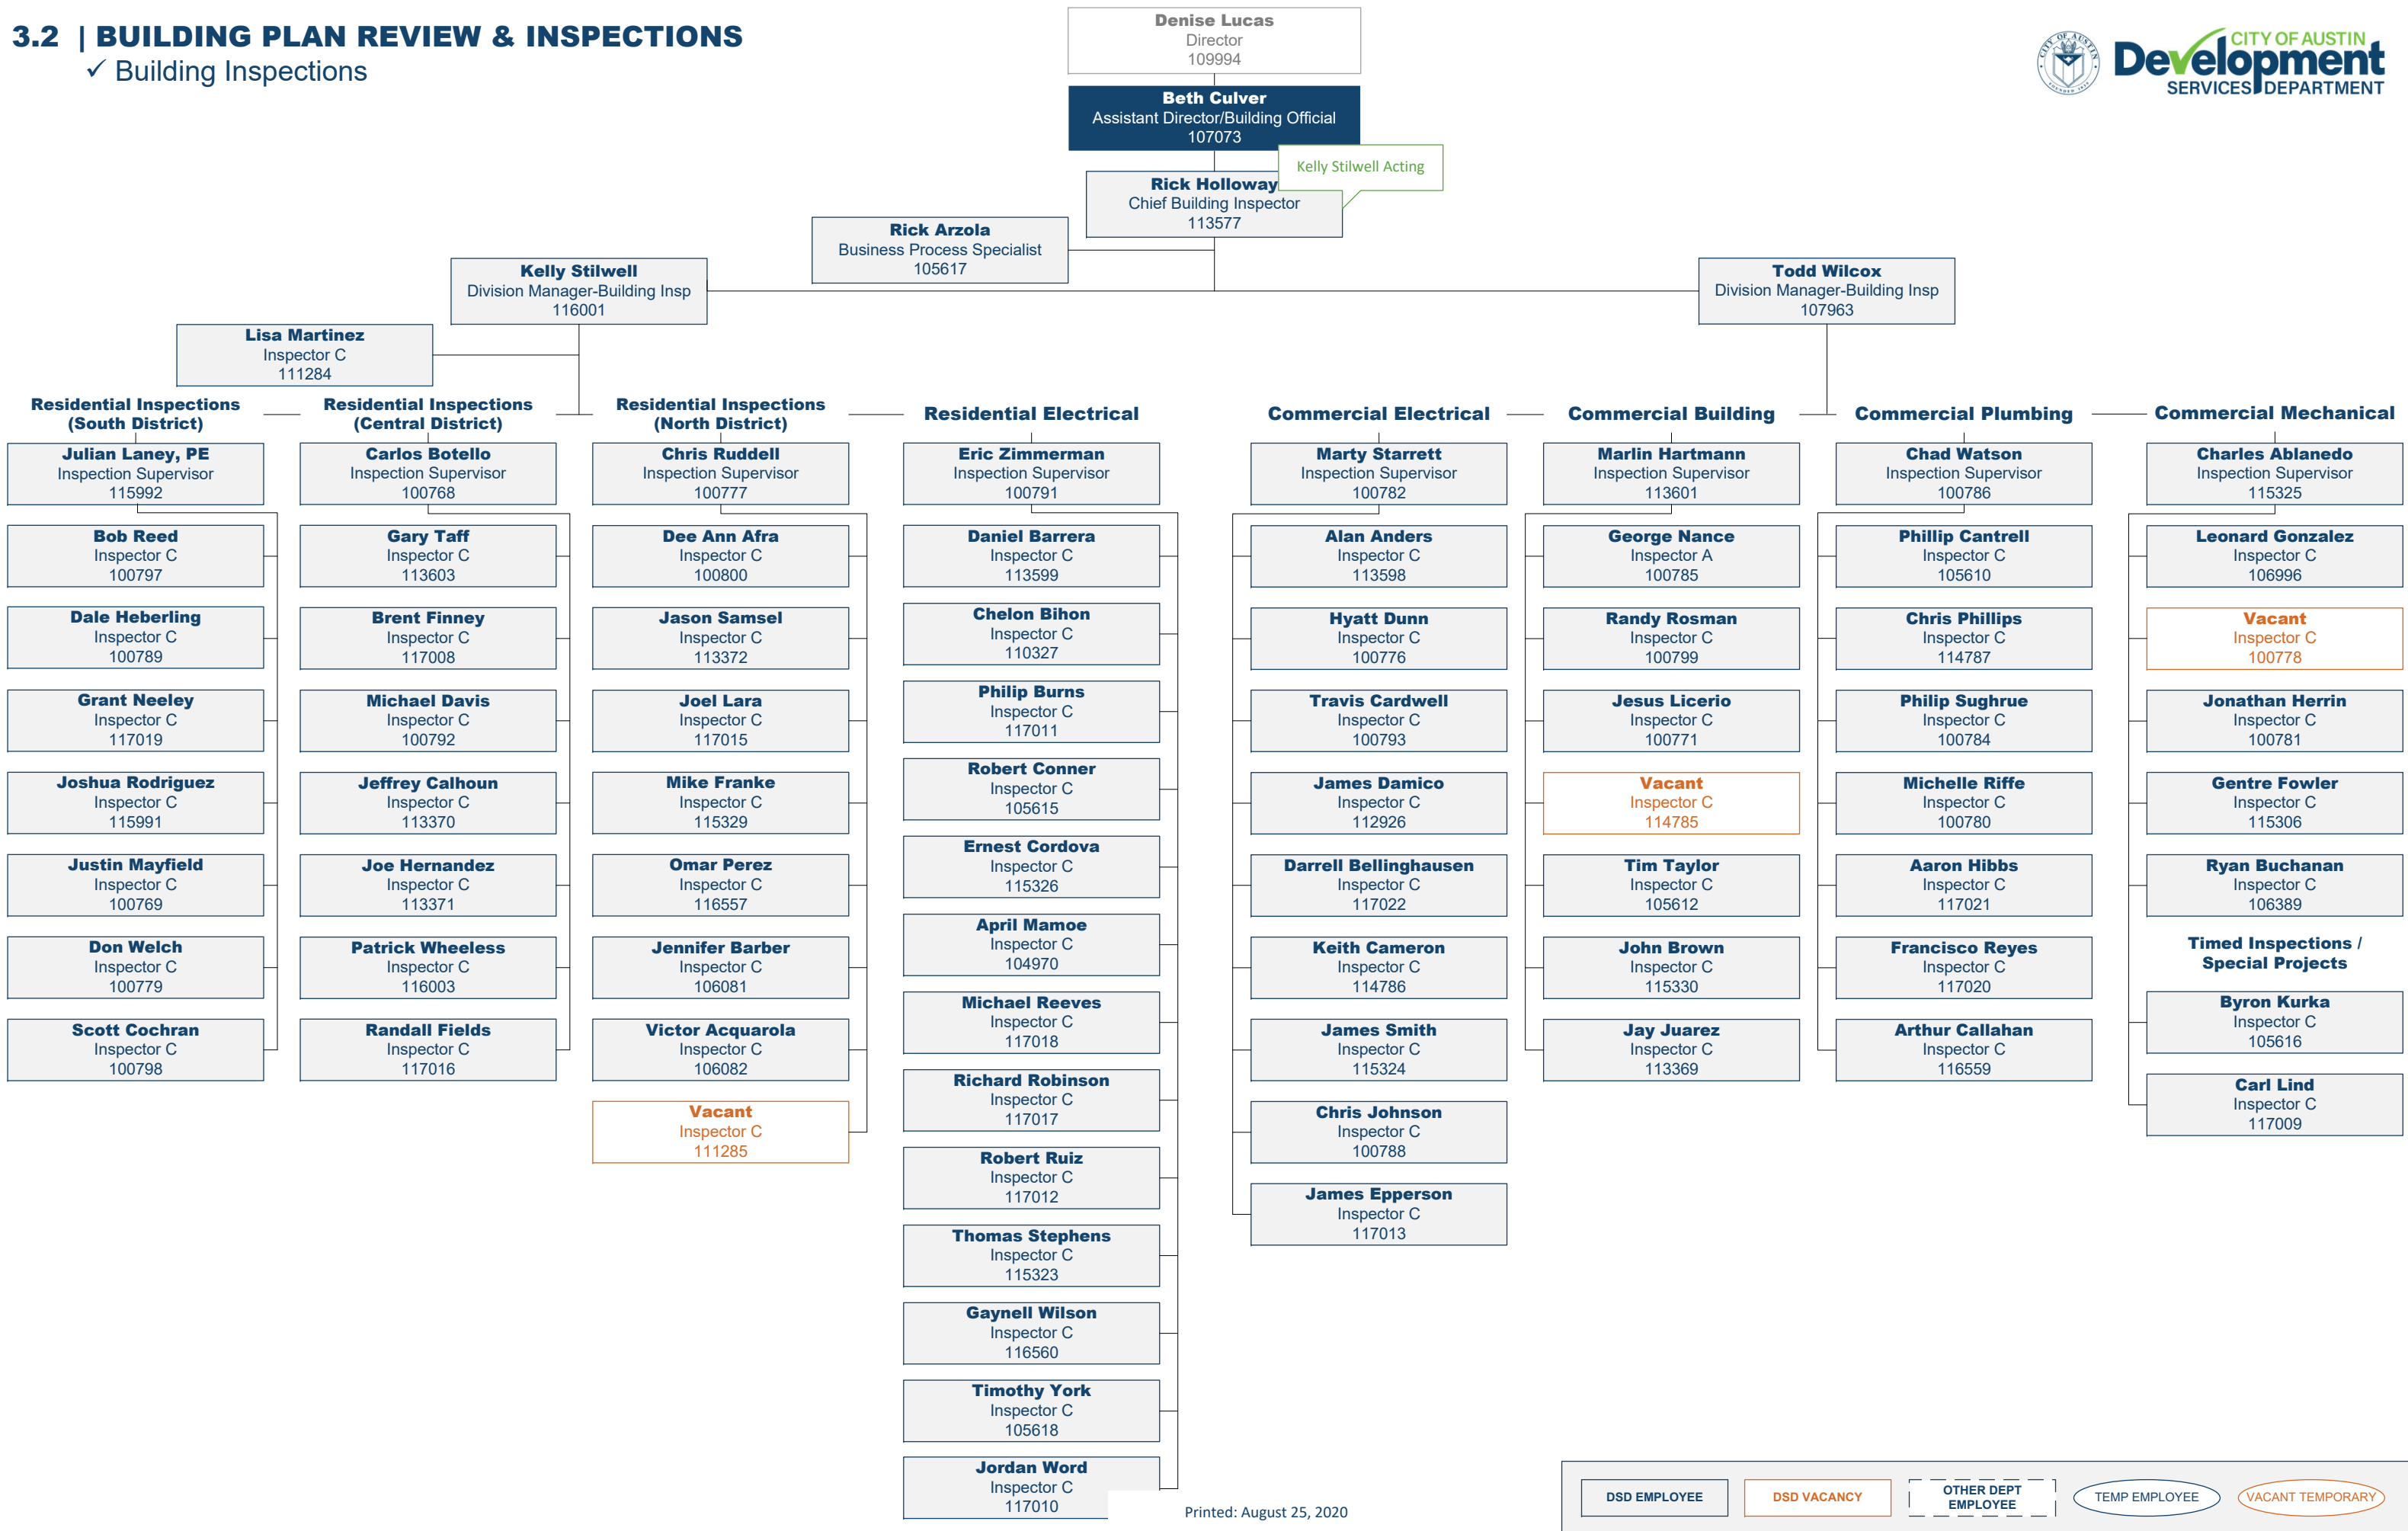 3.2 | BUILDING PLAN REVIEW & INSPECTIONS
✓ Building Inspections
CITY OF AUSTIN
Development
SERVICES DEPARTMENT
Denise Lucas
Director
109994
Beth Culver
Assistant Director/Building Official
107073
Kelly Stilwell Acting
Rick Holloway
Chief Building Inspector
113577
Rick Arzola
Business Process Specialist
105617
Kelly Stilwell
Division Manager-Building Insp
116001
Todd Wilcox
Division Manager-Building Insp
107963
Lisa Martinez
Inspector C
111284
Residential Inspections
(South District)
Julian Laney, PE
Inspection Supervisor
115992
Bob Reed
Inspector C
100797
Dale Heberling
Inspector C
100789
Grant Neeley
Inspector C
117019
Joshua Rodriguez
Inspector C
115991
Justin Mayfield
Inspector C
100769
Don Welch
Inspector C
100779
Scott Cochran
Inspector C
100798
Residential Inspections
(Central District)
Carlos Botello
Inspection Supervisor
100768
Gary Taff
Inspector C
113603
Brent Finney
Inspector C
117008
Michael Davis
Inspector C
100792
Jeffrey Calhoun
Inspector C
113370
Joe Hernandez
Inspector C
113371
Patrick Wheeless
Inspector C
116003
Randall Fields
Inspector C
117016
Residential Inspections
(North District)
Chris Ruddell
Inspection Supervisor
100777
Dee Ann Afra
Inspector C
100800
Jason Samsel
Inspector C
113372
Joel Lara
Inspector C
117015
Mike Franke
Inspector C
115329
Omar Perez
Inspector C
116557
Jennifer Barber
Inspector C
106081
Victor Acquarola
Inspector C
106082
Vacant
Inspector C
111285
Residential Electrical
Eric Zimmerman
Inspection Supervisor
100791
Daniel Barrera
Inspector C
113599
Chelon Bihon
Inspector C
110327
Philip Burns
Inspector C
117011
Robert Conner
Inspector C
105615
Ernest Cordova
Inspector C
115326
April Mamoe
Inspector C
104970
Michael Reeves
Inspector C
117018
Richard Robinson
Inspector C
117017
Robert Ruiz
Inspector C
117012
Thomas Stephens
Inspector C
115323
Gaynell Wilson
Inspector C
116560
Timothy York
Inspector C
105618
Jordan Word
Inspector C
117010
Commercial Electrical
Marty Starrett
Inspection Supervisor
100782
Alan Anders
Inspector C
113598
Hyatt Dunn
Inspector C
100776
Travis Cardwell
Inspector C
100793
James Damico
Inspector C
112926
Darrell Bellinghausen
Inspector C
117022
Keith Cameron
Inspector C
114786
James Smith
Inspector C
115324
Chris Johnson
Inspector C
100788
James Epperson
Inspector C
117013
Commercial Building
Marlin Hartmann
Inspection Supervisor
113601
George Nance
Inspector A
100785
Randy Rosman
Inspector C
100799
Jesus Licerio
Inspector C
100771
Vacant
Inspector C
114785
Tim Taylor
Inspector C
105612
John Brown
Inspector C
115330
Jay Juarez
Inspector C
113369
Commercial Plumbing
Chad Watson
Inspection Supervisor
100786
Phillip Cantrell
Inspector C
105610
Chris Phillips
Inspector C
114787
Philip Sughrue
Inspector C
100784
Michelle Riffe
Inspector C
100780
Aaron Hibbs
Inspector C
117021
Francisco Reyes
Inspector C
117020
Arthur Callahan
Inspector C
116559
Commercial Mechanical
Charles Ablanedo
Inspection Supervisor
115325
Leonard Gonzalez
Inspector C
106996
Vacant
Inspector C
100778
Jonathan Herrin
Inspector C
100781
Gentre Fowler
Inspector C
115306
Ryan Buchanan
Inspector C
106389
Timed Inspections /
Special Projects
Byron Kurka
Inspector C
105616
Carl Lind
Inspector C
117009
Printed: August 25, 2020
DSD EMPLOYEE
DSD VACANCY
OTHER DEPT
EMPLOYEE
TEMP EMPLOYEE
VACANT TEMPORARY